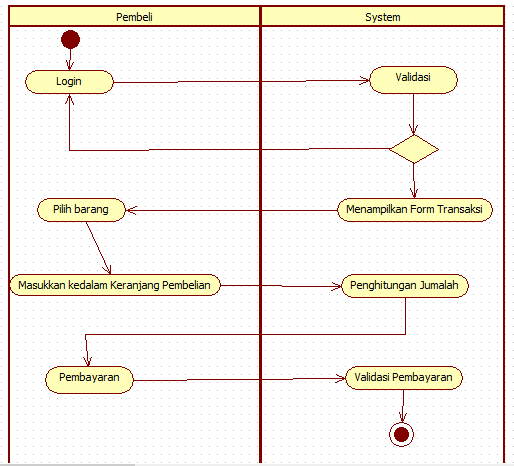 Pembeli
System
Login
Validasi
Pilih barang
Menampilkan Form Transaksi
Masukkan kedalam Keranjang Pembelian
Penghitungan Jumalah
Pembayaran
Validasi Pembayaran